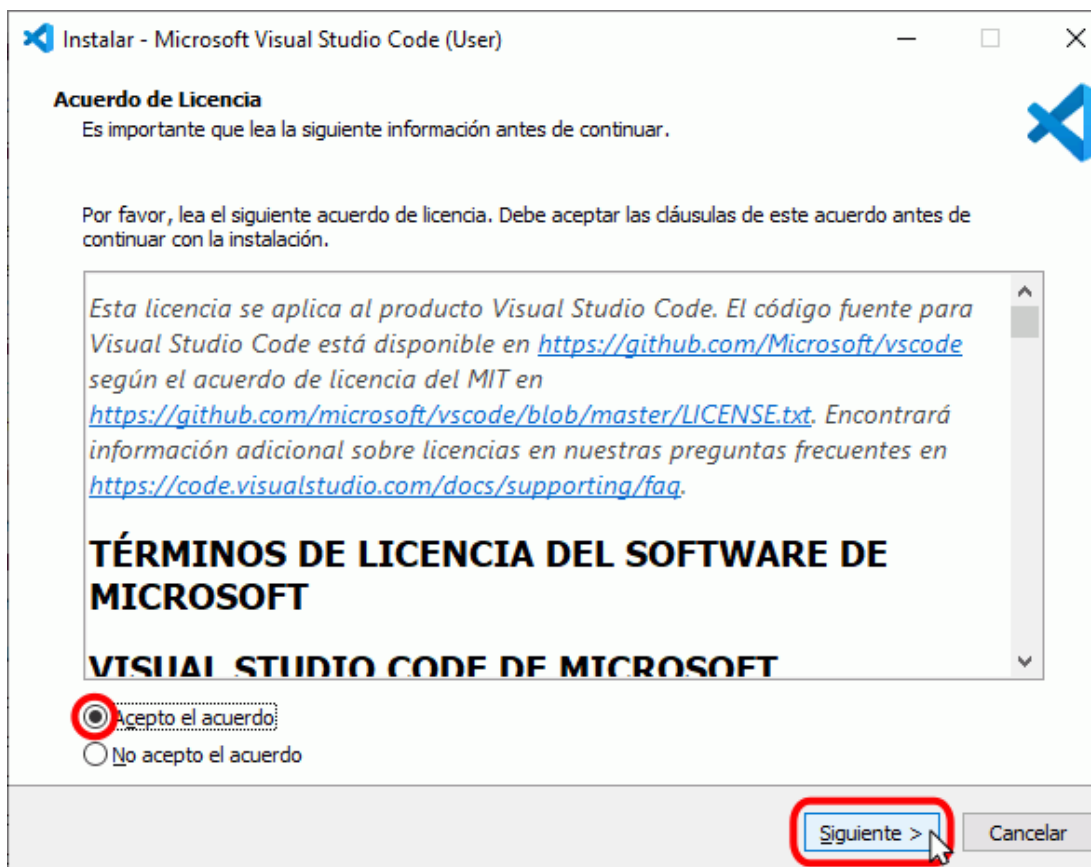 Instalar - Microsoft Visual Studio Code (User)
Acuerdo de Licencia
Es importante que lea la siguiente información antes de continuar.
Por favor, lea el siguiente acuerdo de licencia. Debe aceptar las cláusulas de este acuerdo antes de
continuar con la instalación.
Esta licencia se aplica al producto Visual Studio Code. El código fuente para
Visual Studio Code está disponible en https://github.com/Microsoft/vscode
según el acuerdo de licencia del MIT en
https://github.com/microsoft/vscode/blob/master/LICENSE.txt. Encontrará
información adicional sobre licencias en nuestras preguntas frecuentes en
https://code.visualstudio.com/docs/supporting/faq.
TÉRMINOS DE LICENCIA DEL SOFTWARE DE
MICROSOFT
VISUAL STUDIO CODE DE MICROSOFT
Acepto el acuerdo
No acepto el acuerdo
Siguiente > Cancelar